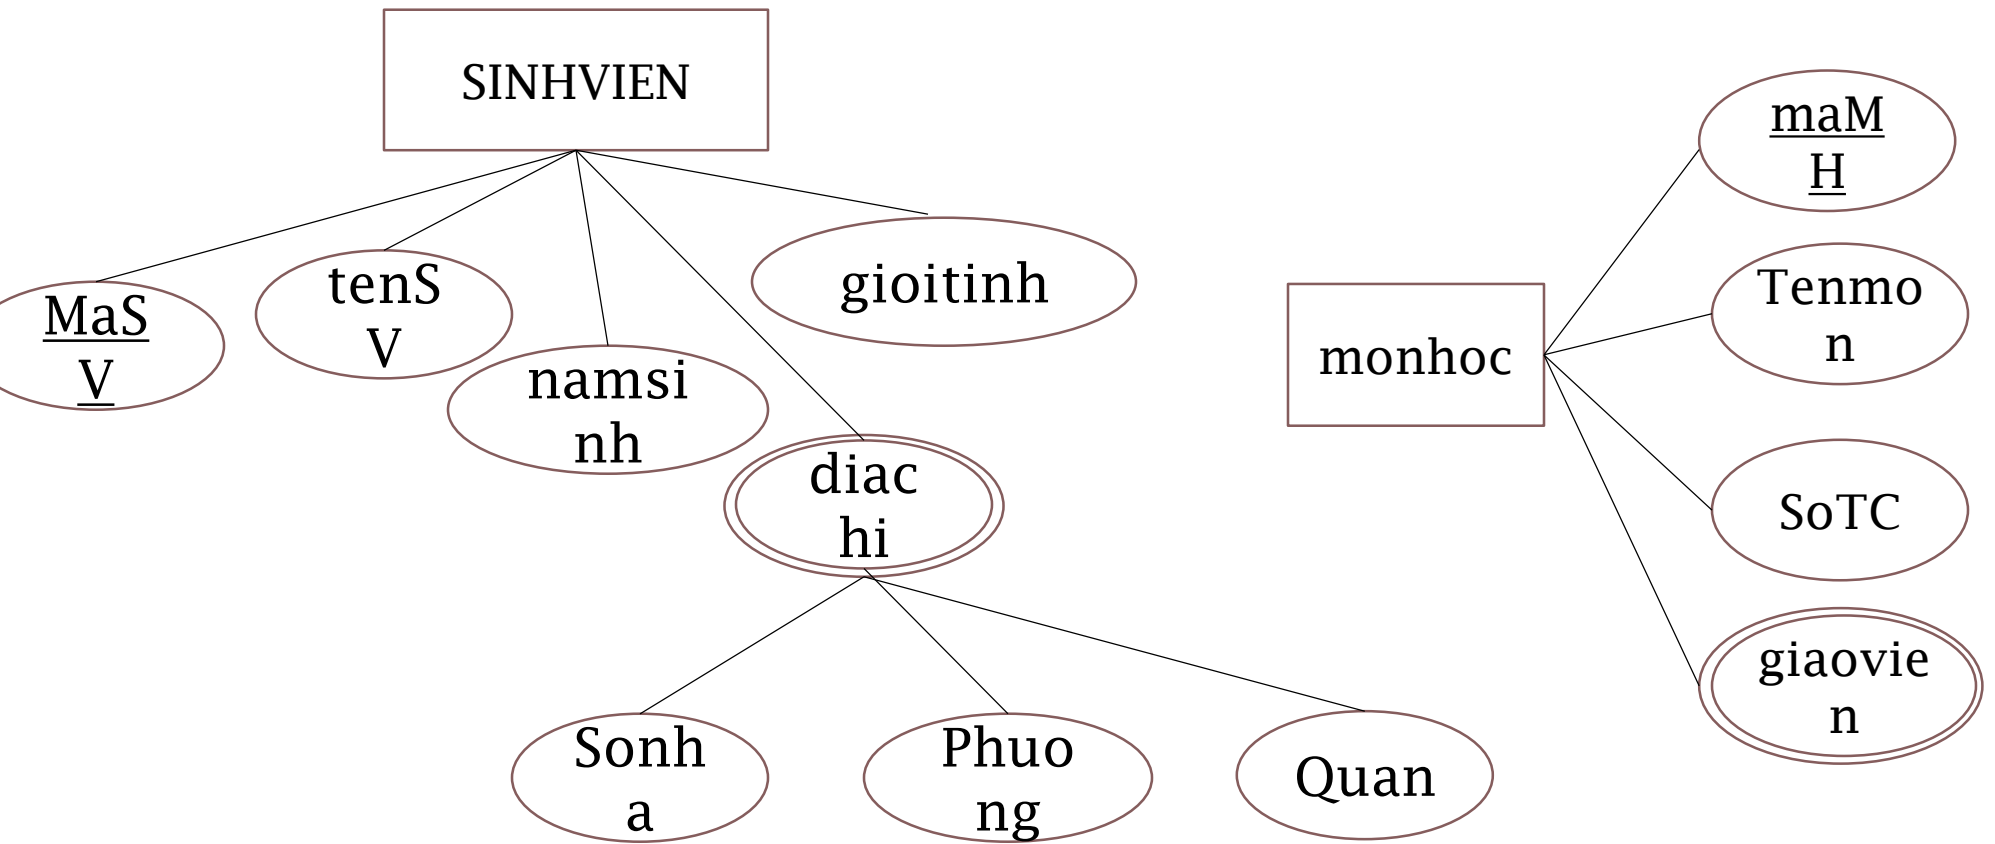 SINHVIEN
MaS
V
tenS
V
namsi
nh
diac
hi
gioitinh
Sonh
a
Phuo
ng
Quan
monhoc
maM
H
Tenmo
n
SoTC
giaovie
n